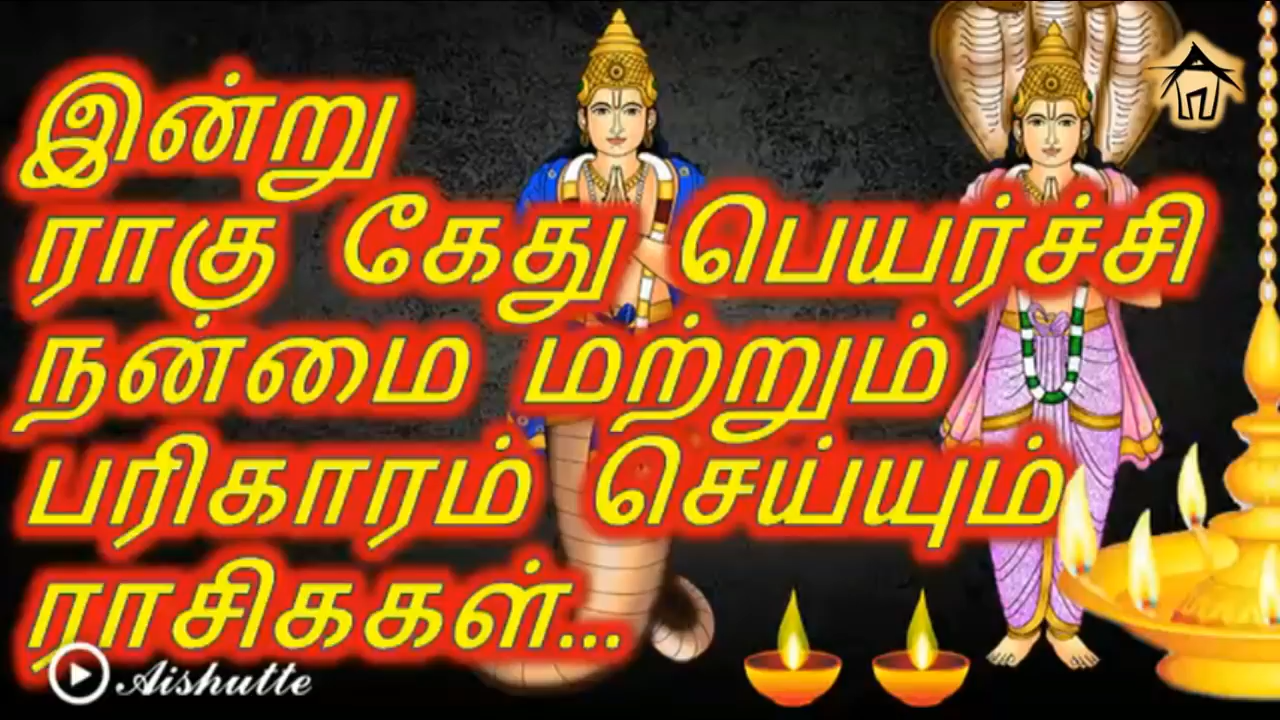 இன்று
ராகு கேது பெயர்ச்சி
நன்மை மற்றும்
பரிகாரம் செய்யும்
ராசிககள்...
Aishutte